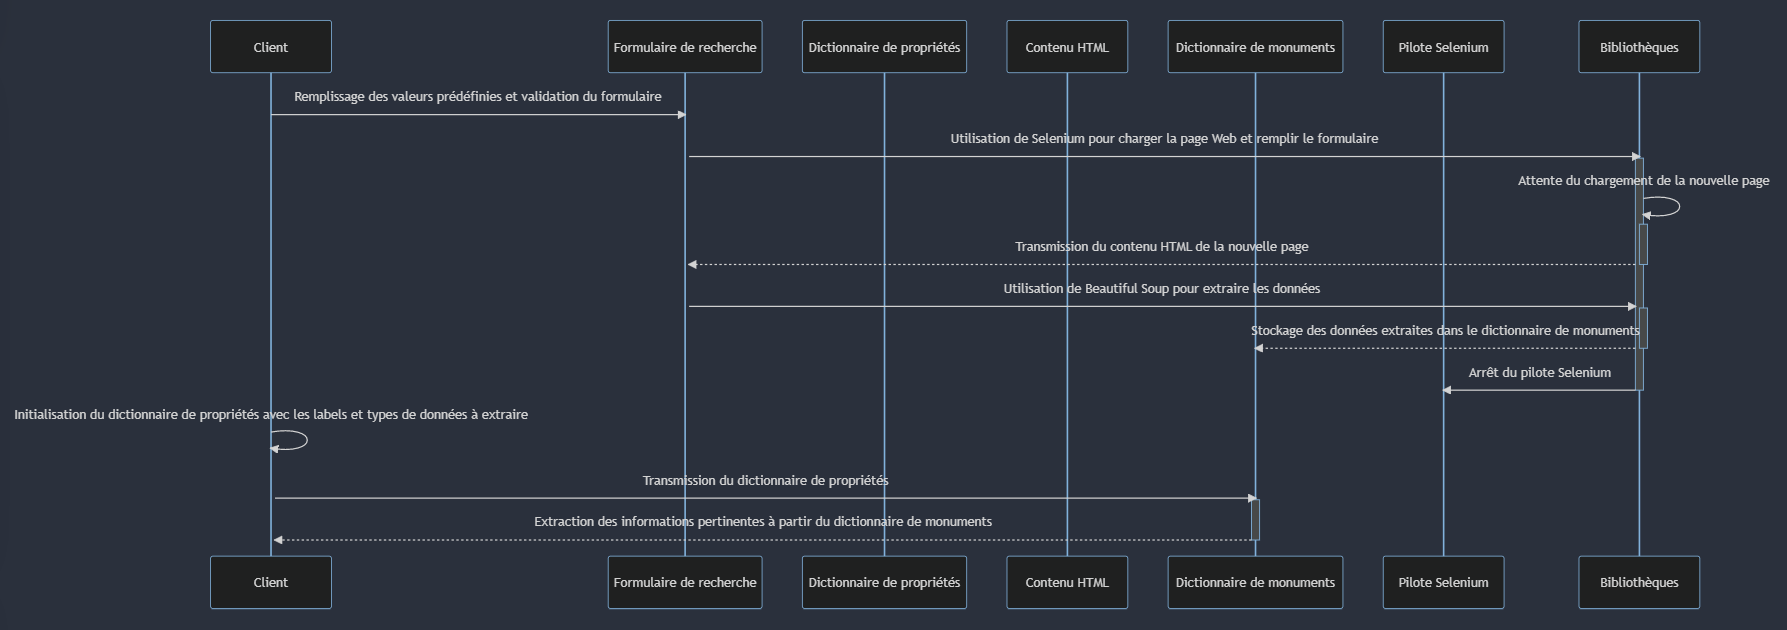 Client
Formulaire de recherche
Dictionnaire de propriétés
Contenu HTML
Dictionnaire de monuments
Pilote Selenium
Bibliothèques
Remplissage des valeurs prédéfinies et validation du formulaire
Utilisation de Selenium pour charger la page Web et remplir le formulaire
Attente du chargement de la nouvelle page
Transmission du contenu HTML de la nouvelle page
Utilisation de Beautiful Soup pour extraire les données
Stockage des données extraites dans le dictionnaire de monuments
Arrêt du pilote Selenium
Initialisation du dictionnaire de propriétés avec les labels et types de données à extraire
Transmission du dictionnaire de propriétés
Extraction des informations pertinentes à partir du dictionnaire de monuments
Client
Formulaire de recherche
Dictionnaire de propriétés
Contenu HTML
Dictionnaire de monuments
Pilote Selenium
Bibliothèques